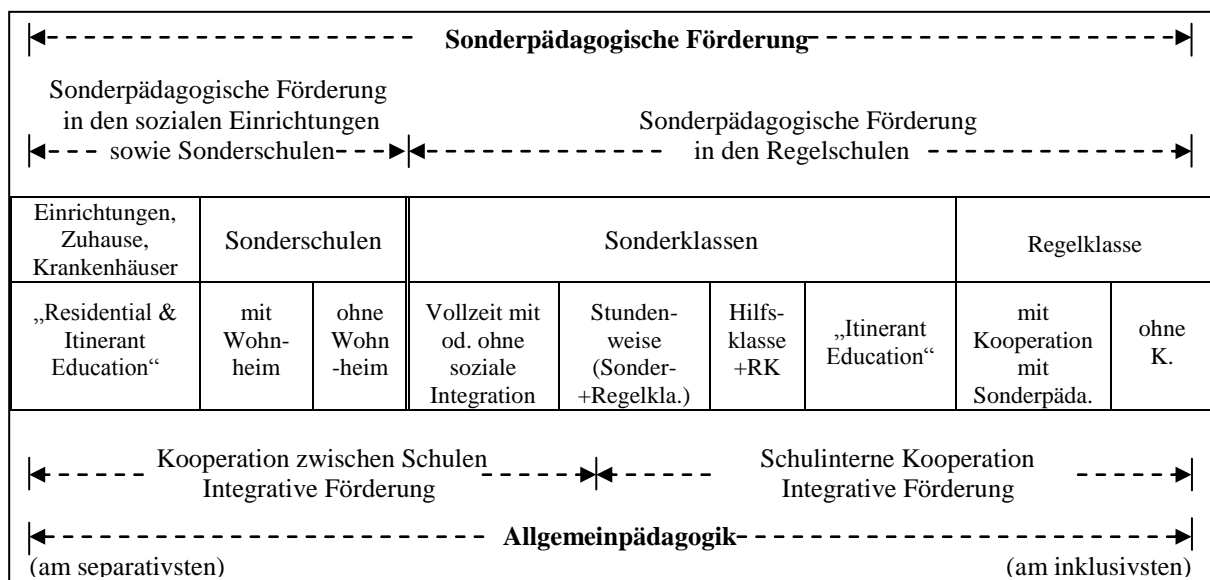 Sonderpädagogische Förderung
Sonderpädagogische Förderung
in den sozialen Einrichtungen
sowie Sonderschulen
Sonderpädagogische Förderung
in den Regelschulen
Einrichtungen,
Zuhause,
Krankenhäuser
Sonderschulen
Sonderklassen
Regelklasse
„Residential &
Itinerant
Education“
mit
Wohn-
heim
ohne
Wohn
-heim
Vollzeit mit
od. ohne
soziale
Integration
Stunden-
weise
(Sonder-
+Regelkla.)
Hilfs-
klasse
+RK
„Itinerant
Education“
mit
Kooperation
mit
Sonderpäda.
ohne
K.
Kooperation zwischen Schulen
Integrative Förderung
Schulinterne Kooperation
Integrative Förderung
Allgemeinpädagogik
(am separativsten)
(am inklusivsten)